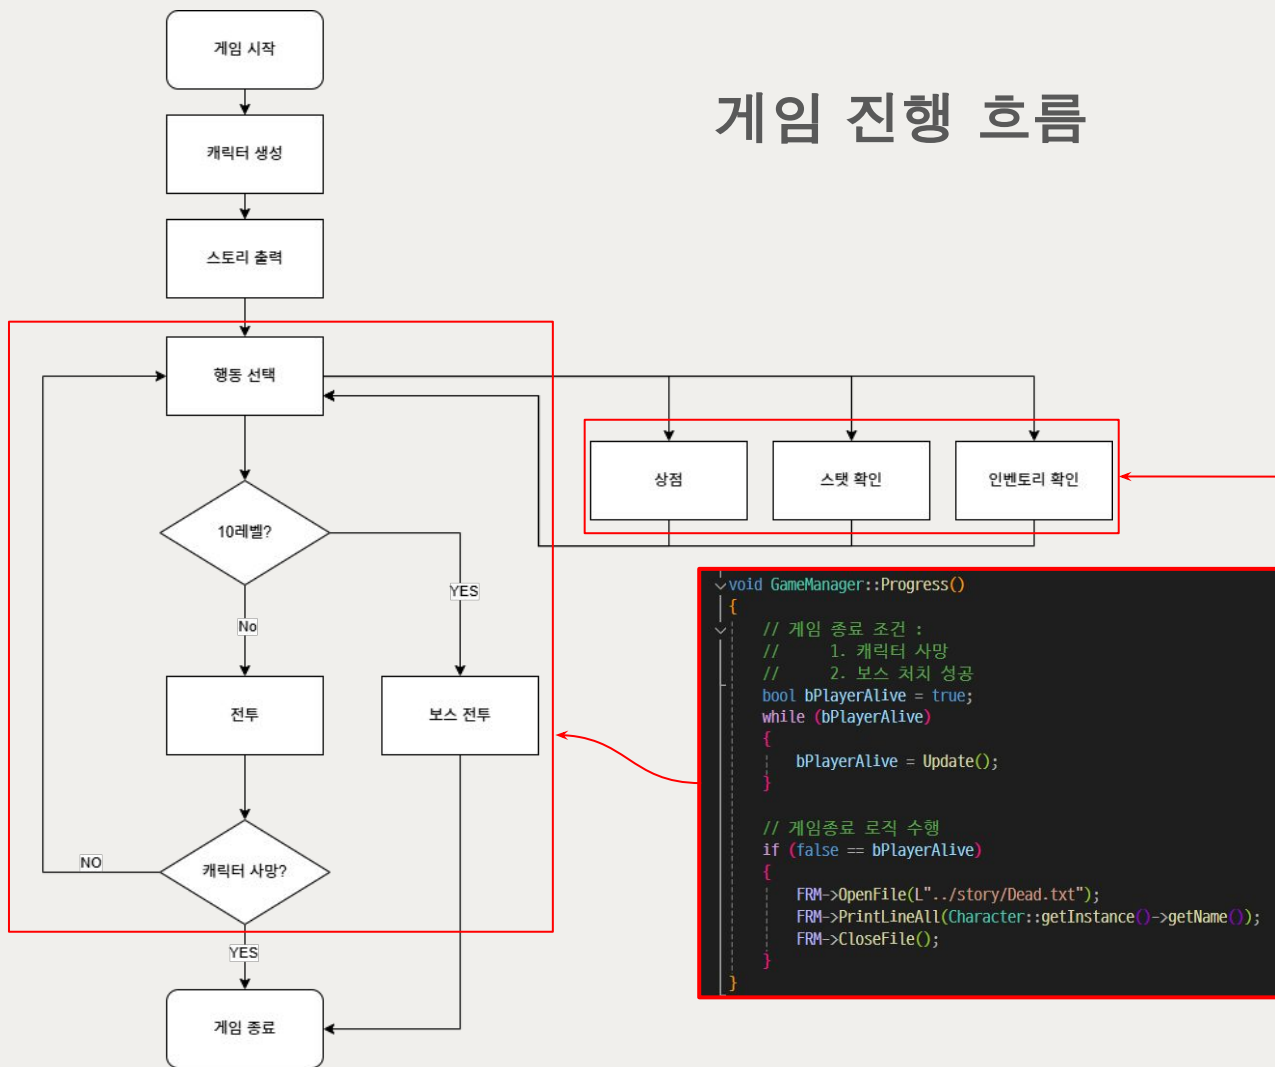 게임 진행 흐름
게임 시작
캐릭터 생성
스토리 출력
행동 선택
상점
스탯 확인
인벤토리 확인
10레벨?
YES
No
전투
보스 전투
캐릭터 사망?
NO
YES
게임 종료
void GameManager::Progress()
{
// 게임 종료 조건 :
//     1. 캐릭터 사망
//     2. 보스 처치 성공
bool bPlayerAlive = true;
while (bPlayerAlive)
{
bPlayerAlive = Update();
}
// 게임종료 로직 수행
if (false == bPlayerAlive)
{
FRM->OpenFile(L"../story/Dead.txt");
FRM->PrintLineAll(Character::getInstance()->getName());
FRM->CloseFile();
}
}